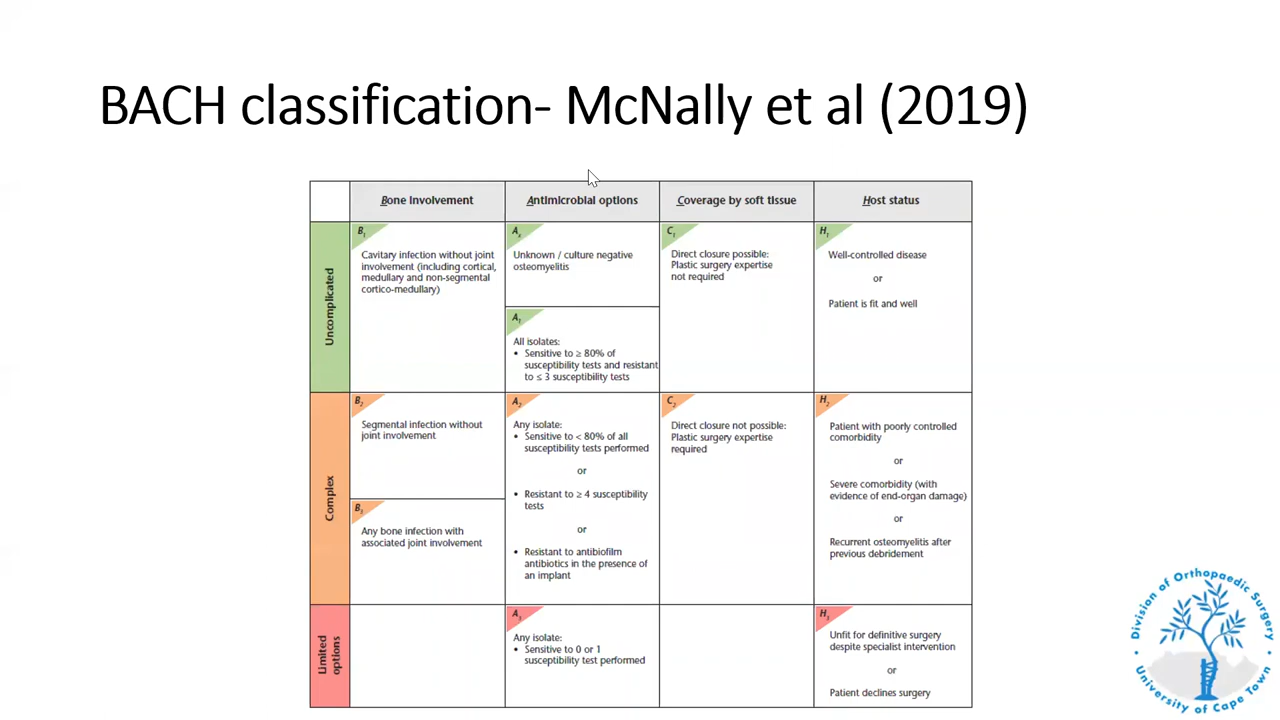 BACH classification- McNally et al (2019)
Bone involvement
Antimicrobial options
Coverage by soft tissue
Host status
Uncomplicated
B1
Cavitary infection without joint
involvement (including cortical,
medullary and non-segmental
cortico-medullary)
Ax
Unknown / culture negative
osteomyelitis
A1
All isolates:
• Sensitive to ≥ 80% of
susceptibility tests and resistant
to ≤ 3 susceptibility tests
C1
Direct closure possible:
Plastic surgery expertise
not required
H1
Well-controlled disease
or
Patient is fit and well
Complex
B2
Segmental infection without
joint involvement
B3
Any bone infection with
associated joint involvement
A2
Any isolate:
• Sensitive to < 80% of all
susceptibility tests performed
or
• Resistant to ≥ 4 susceptibility
tests
or
• Resistant to antibiofilm
antibiotics in the presence of
an implant
C2
Direct closure not possible:
Plastic surgery expertise
required
H2
Patient with poorly controlled
comorbidity
or
Severe comorbidity (with
evidence of end-organ damage)
or
Recurrent osteomyelitis after
previous debridement
Limited
options
A3
Any isolate:
• Sensitive to 0 or 1
susceptibility test performed
H3
Unfit for definitive surgery
despite specialist intervention
or
Patient declines surgery
• Division of Orthopaedic Surgery •
University of Cape Town